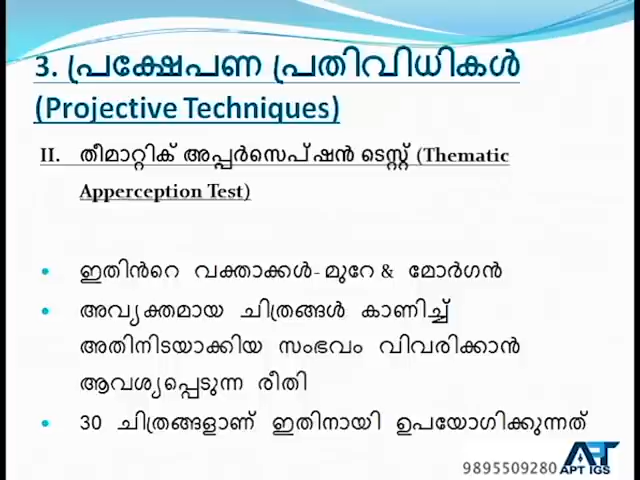 3. പ്രക്ഷേപണ പ്രതിവിധികൾ
(Projective Techniques)
II. തീമാറ്റിക് അപ്പർസെപ്ഷൻ ടെസ്റ്റ് (Thematic
Apperception Test)
• ഇതിൻറെ വക്താക്കൾ- മുറേ & മോർഗൻ
• അവ്യക്തമായ ചിത്രങ്ങൾ കാണിച്ച്
അതിനിടയാക്കിയ സംഭവം വിവരിക്കാൻ
ആവശ്യപ്പെടുന്ന രീതി
• 30 ചിത്രങ്ങളാണ് ഇതിനായി ഉപയോഗിക്കുന്നത്
9895509280
APT IGS